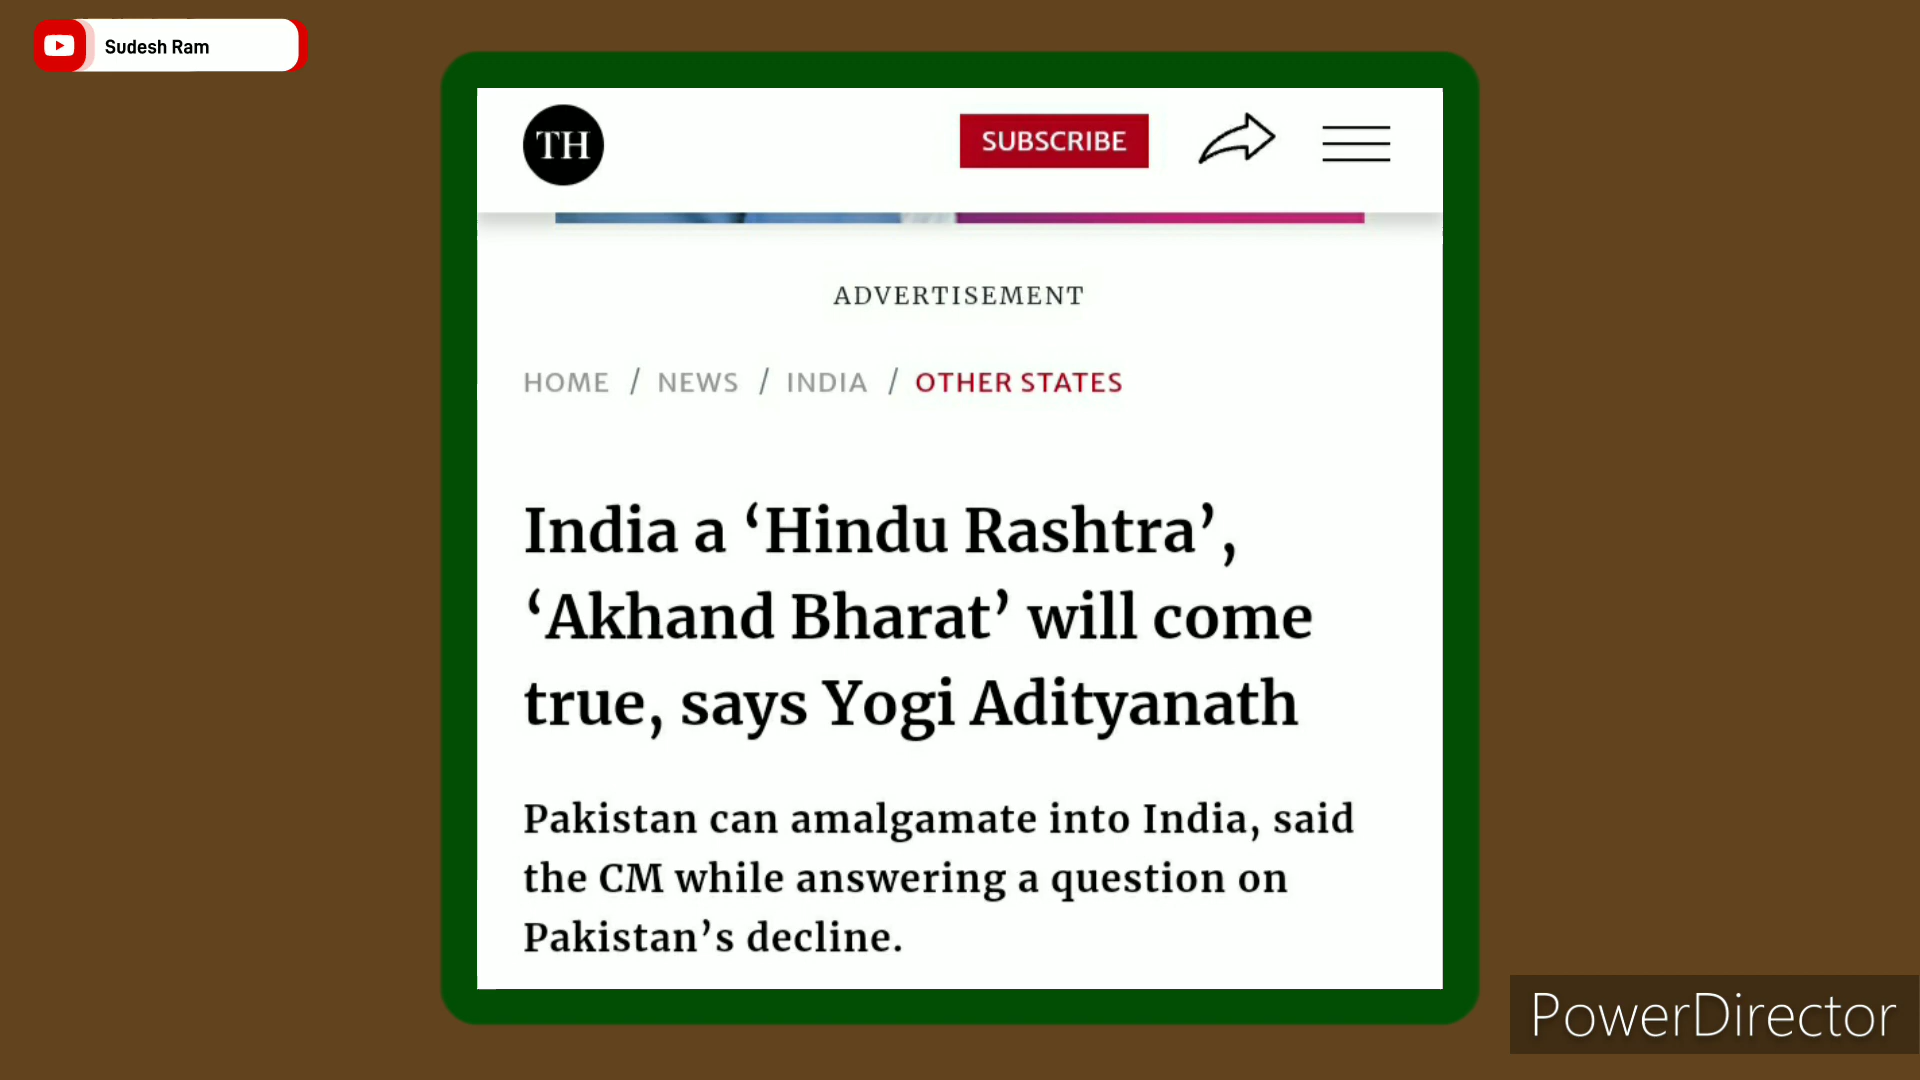 Sudesh Ram
TH
SUBSCRIBE
ADVERTISEMENT
HOME / NEWS / INDIA / OTHER STATES
India a ‘Hindu Rashtra’,
‘Akhand Bharat’ will come
true, says Yogi Adityanath
Pakistan can amalgamate into India, said
the CM while answering a question on
Pakistan’s decline.
PowerDirector